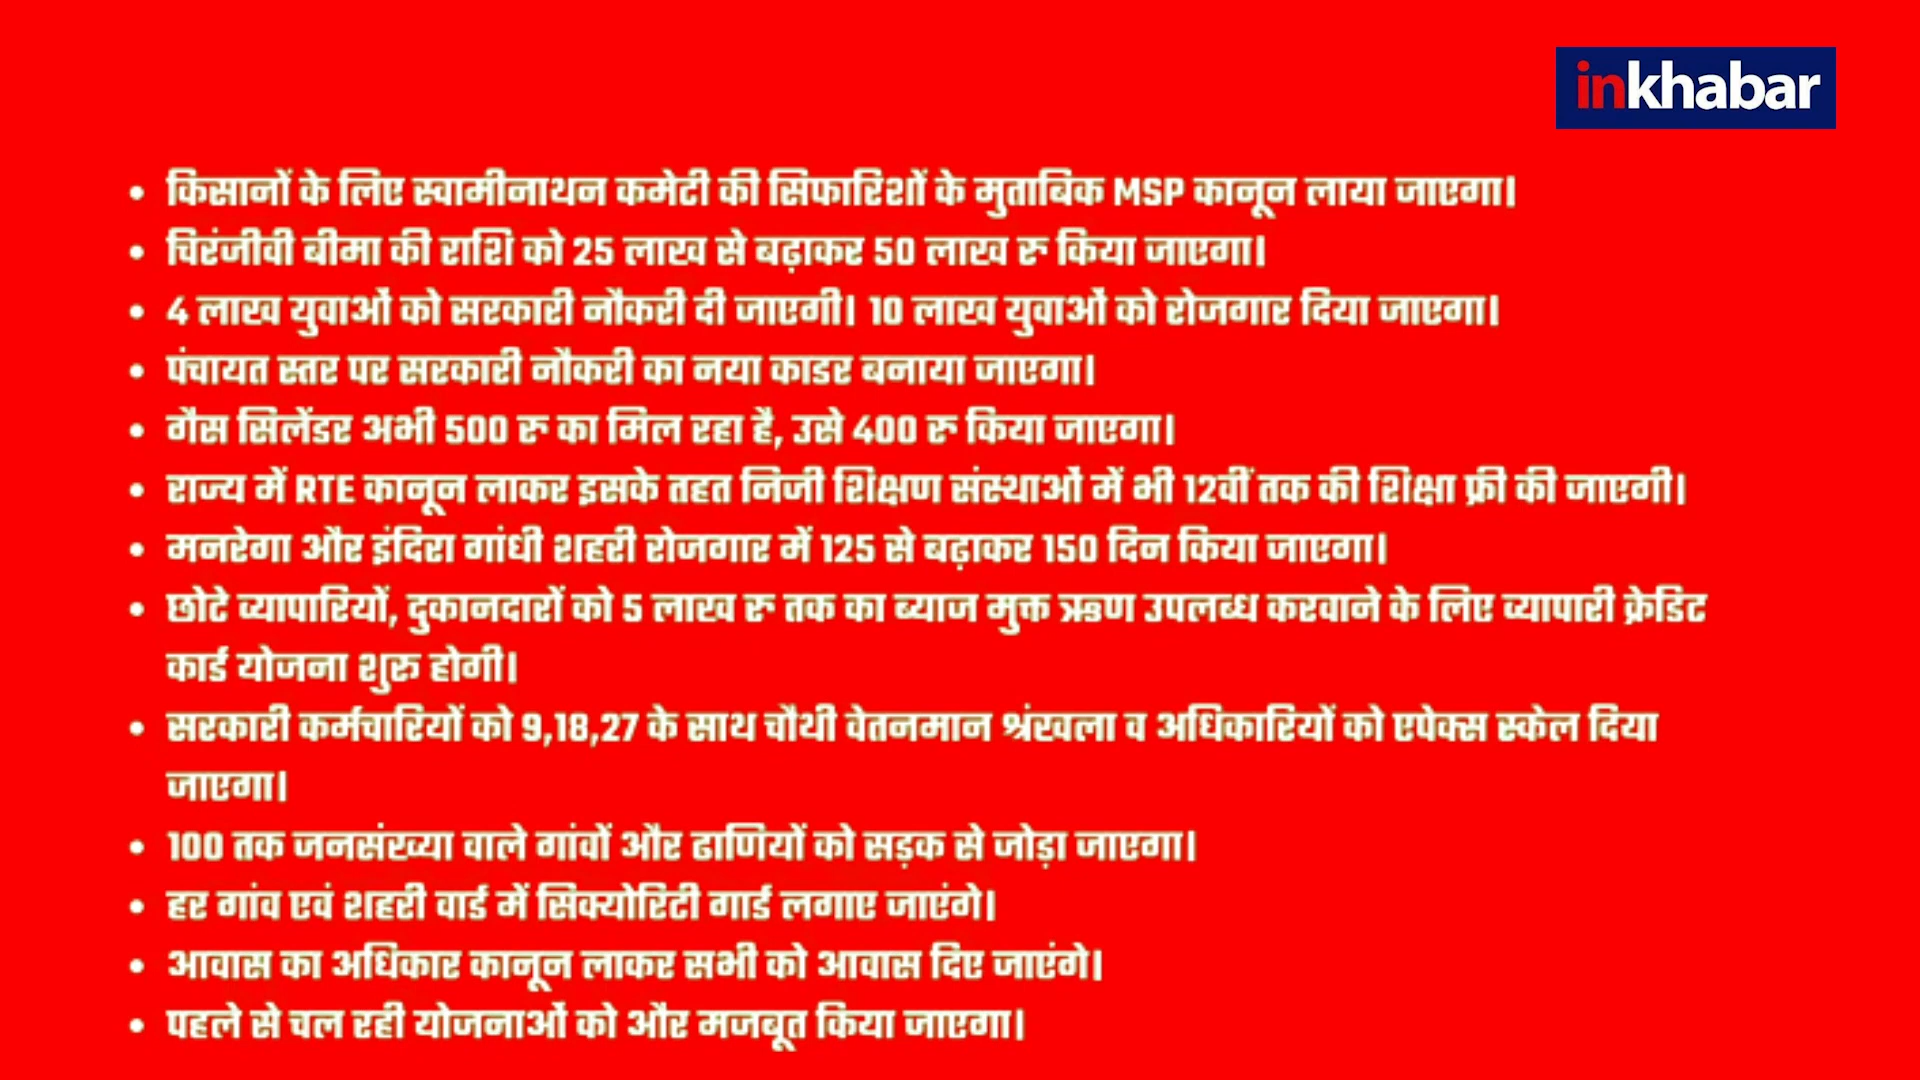 inkhabar
• किसानों के लिए स्वामीनाथन कमेटी की सिफारिशों के मुताबिक MSP कानून लाया जाएगा।
• चिरंजीवी बीमा की राशि को 25 लाख से बढ़ाकर 50 लाख रु किया जाएगा।
• 4 लाख युवाओं को सरकारी नौकरी दी जाएगी। 10 लाख युवाओं को रोजगार दिया जाएगा।
• पंचायत स्तर पर सरकारी नौकरी का नया काडर बनाया जाएगा।
• गैस सिलेंडर अभी 500 रु का मिल रहा है, उसे 400 रु किया जाएगा।
• राज्य में RTE कानून लाकर इसके तहत निजी शिक्षण संस्थाओं में भी 12वीं तक की शिक्षा फ्री की जाएगी।
• मनरेगा और इंदिरा गांधी शहरी रोजगार में 125 से बढ़ाकर 150 दिन किया जाएगा।
• छोटे व्यापारियों, दुकानदारों को 5 लाख रु तक का ब्याज मुक्त ऋण उपलब्ध करवाने के लिए व्यापारी क्रेडिट
कार्ड योजना शुरु होगी।
• सरकारी कर्मचारियों को 9,18,27 के साथ चौथी वेतनमान श्रंखला व अधिकारियों को एपेक्स स्केल दिया
जाएगा।
• 100 तक जनसंख्या वाले गांवों और ढाणियों को सड़क से जोड़ा जाएगा।
• हर गांव एवं शहरी वार्ड में सिक्योरिटी गार्ड लगाए जाएंगे।
• आवास का अधिकार कानून लाकर सभी को आवास दिए जाएंगे।
• पहले से चल रही योजनाओं को और मजबूत किया जाएगा।